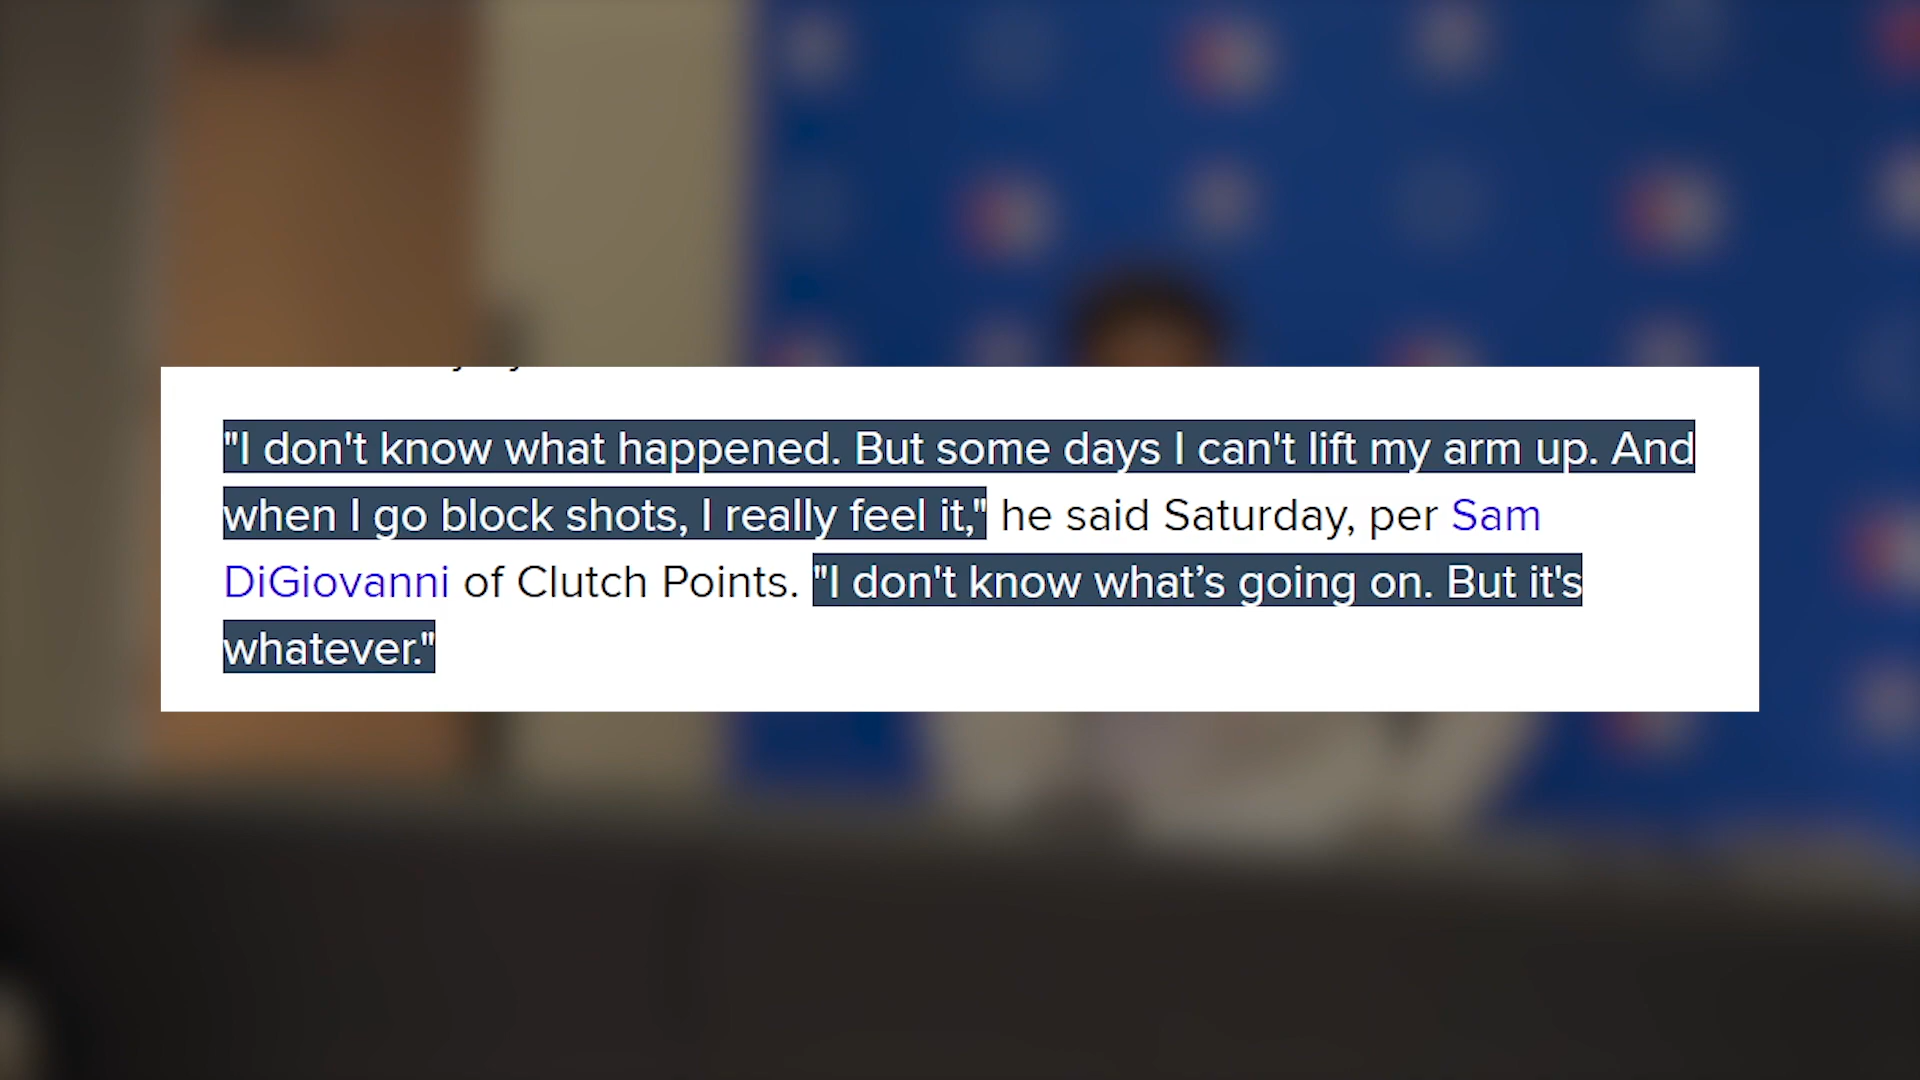 "I don't know what happened. But some days I can't lift my arm up. And
when I go block shots, I really feel it," he said Saturday, per Sam
DiGiovanni of Clutch Points. "I don't know what’s going on. But it's
whatever."